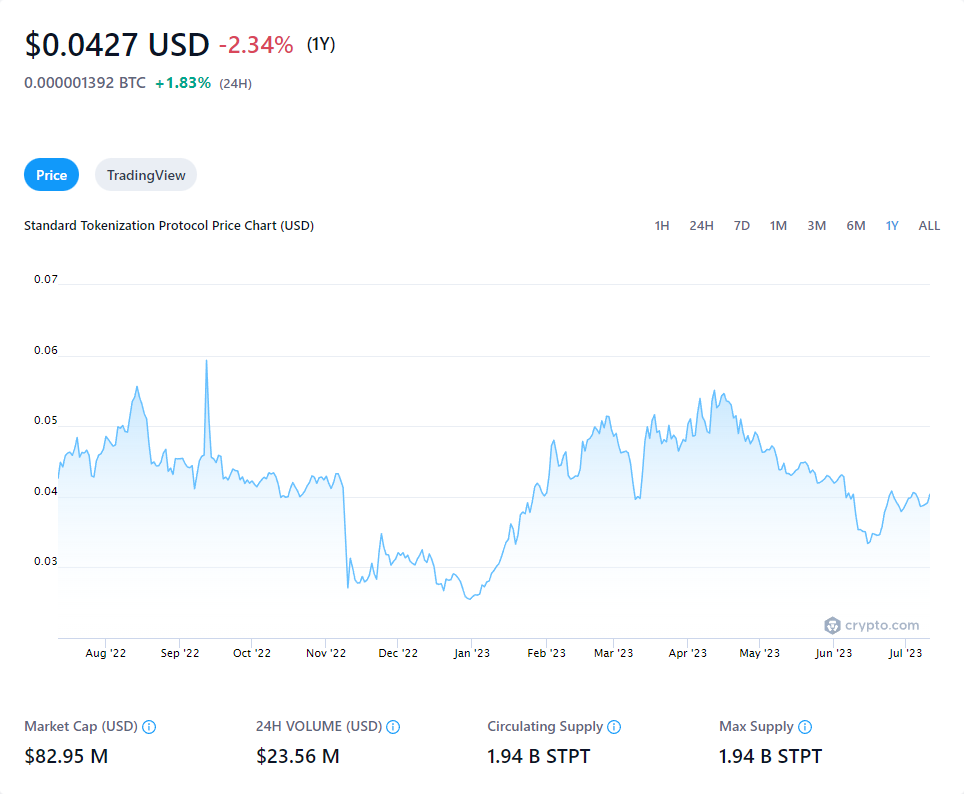 $0.0427 USD -2.34% (1Y)
0.000001392 BTC +1.83% (24H)
Price TradingView
Standard Tokenization Protocol Price Chart (USD) 1H 24H 7D 1M 3M 6M 1Y ALL
0.07
0.06
0.05
0.04
0.03
crypto.com
Aug '22 Sep '22 Oct '22 Nov '22 Dec '22 Jan '23 Feb '23 Mar '23 Apr '23 May '23 Jun '23 Jul '23
Market Cap (USD) 24H VOLUME (USD) Circulating Supply Max Supply
$82.95 M $23.56 M 1.94 B STPT 1.94 B STPT